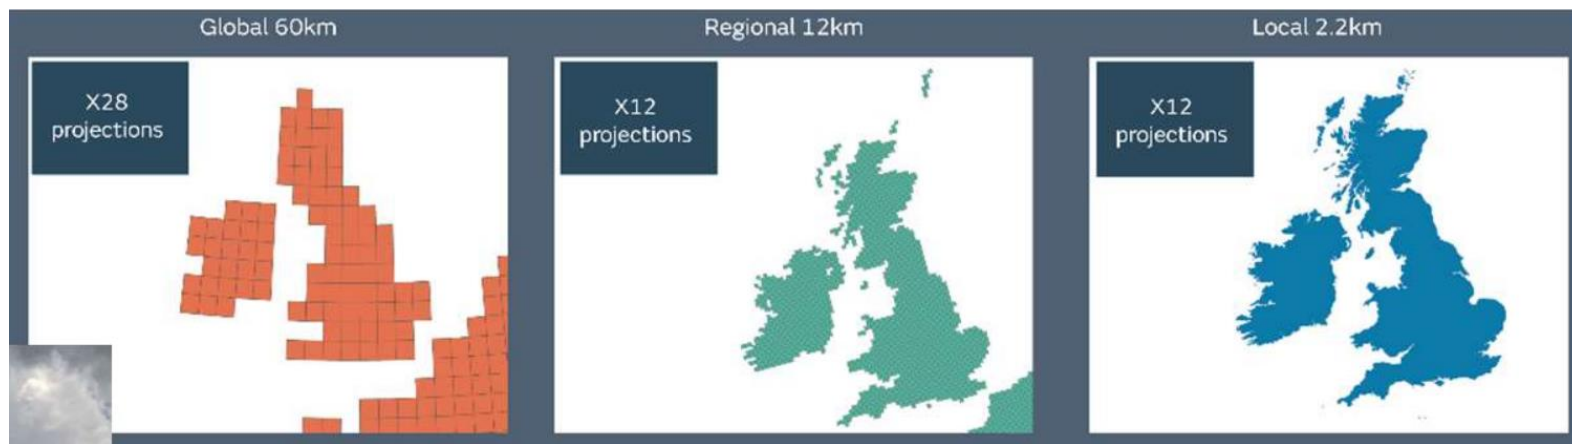 Global 60km
X28
projections
Regional 12km
X12
projections
Local 2.2km
X12
projections